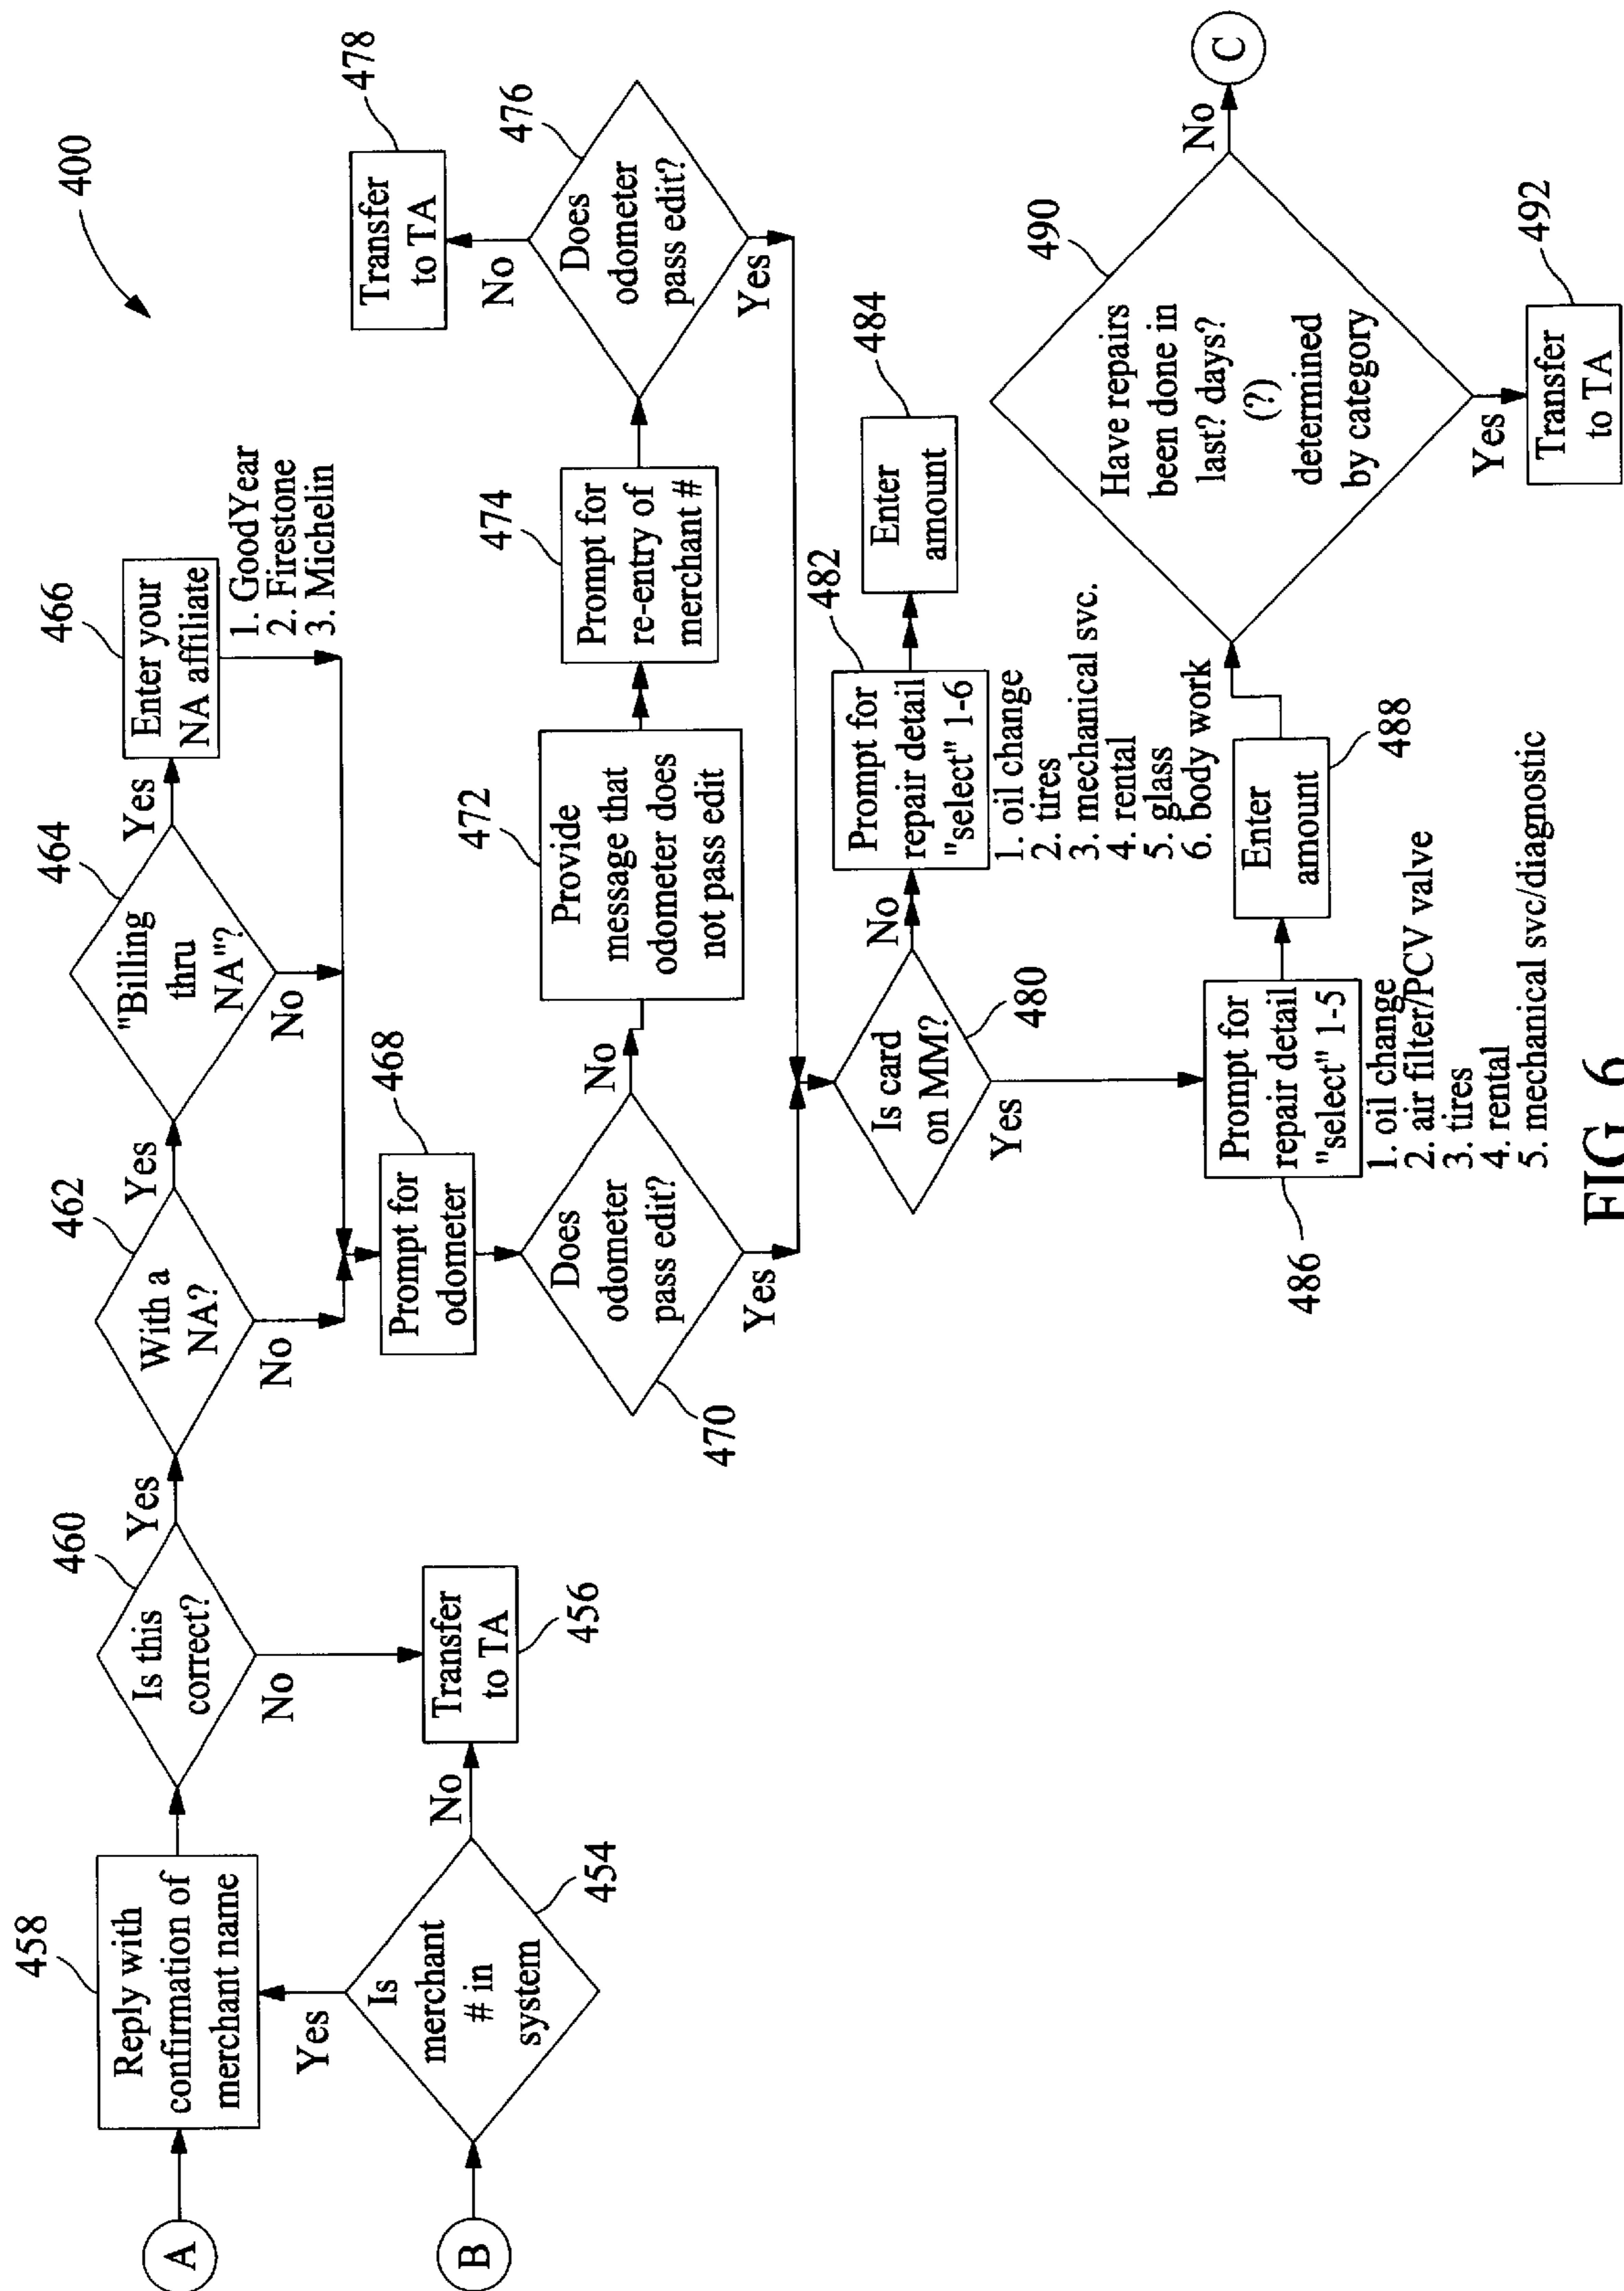 400
458
Reply with
confirmation of
merchant name
A
460
Is this
correct?
Yes
No
462
With a
NA?
Yes
No
464
"Billing
thru
NA"?
Yes
No
466
Enter your
NA affiliate
1. GoodYear
2. Firestone
3. Michelin
B
Is
merchant
# in
system
454
Yes
No
Transfer
to TA
456
468
Prompt for
odometer
Does
odometer
pass edit?
470
No
Yes
472
Provide
message that
odometer does
not pass edit
474
Prompt for
re-entry of
merchant #
476
Does
odometer
pass edit?
No
Yes
Transfer
to TA
478
Is card
on MM?
480
No
Yes
482
Prompt for
repair detail
"select" 1-6
1. oil change
2. tires
3. mechanical svc.
4. rental
5. glass
6. body work
484
Enter
amount
486
Prompt for
repair detail
"select" 1-5
1. oil change
2. air filter/PCV valve
3. tires
4. rental
5. mechanical svc/diagnostic
Enter
amount
488
490
Have repairs
been done in
last? days?
(?)
determined
by category
No
C
Yes
Transfer
to TA
492
FIG. 6